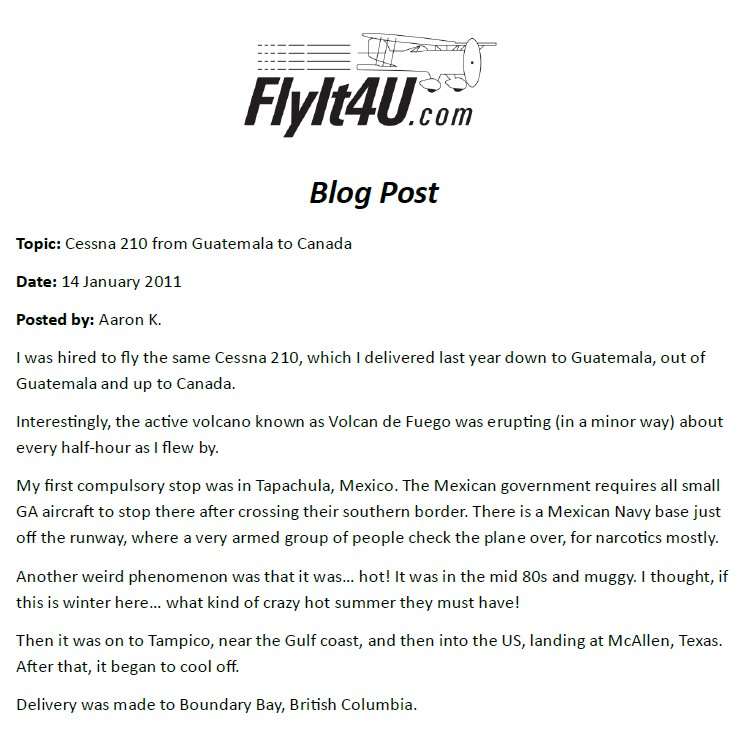 FlyIt4U.com
Blog Post
Topic: Cessna 210 from Guatemala to Canada
Date: 14 January 2011
Posted by: Aaron K.
I was hired to fly the same Cessna 210, which I delivered last year down to Guatemala, out of
Guatemala and up to Canada.
Interestingly, the active volcano known as Volcan de Fuego was erupting (in a minor way) about
every half-hour as I flew by.
My first compulsory stop was in Tapachula, Mexico. The Mexican government requires all small
GA aircraft to stop there after crossing their southern border. There is a Mexican Navy base just
off the runway, where a very armed group of people check the plane over, for narcotics mostly.
Another weird phenomenon was that it was... hot! It was in the mid 80s and muggy. I thought, if
this is winter here... what kind of crazy hot summer they must have!
Then it was on to Tampico, near the Gulf coast, and then into the US, landing at McAllen, Texas.
After that, it began to cool off.
Delivery was made to Boundary Bay, British Columbia.